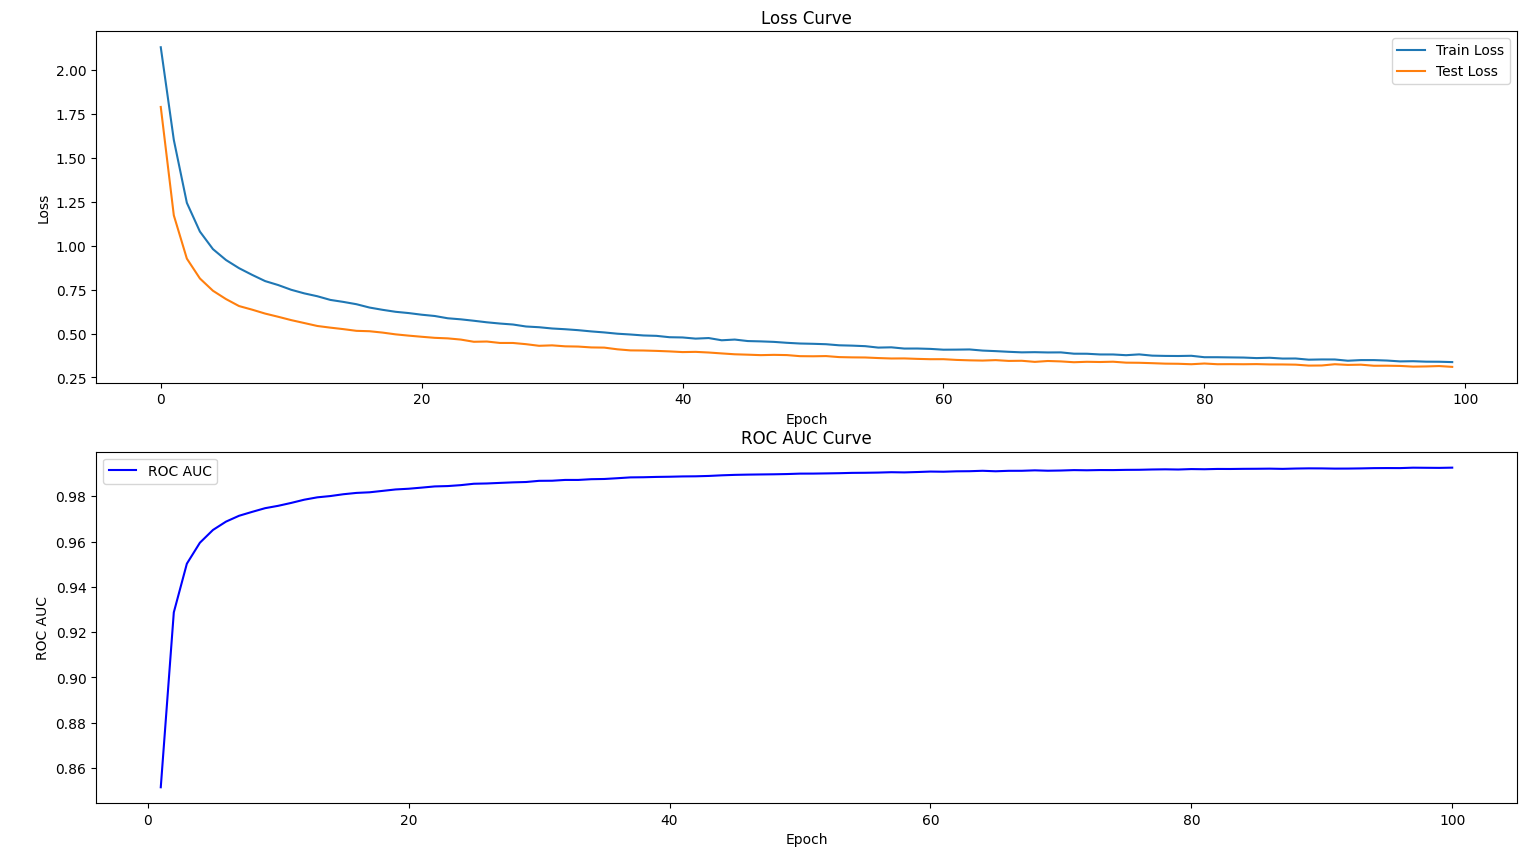 Loss Curve
Train Loss
Test Loss
2.00
1.75
1.50
1.25
1.00
0.75
0.50
0.25
Loss
0 20 40 60 80 100
Epoch
ROC AUC Curve
ROC AUC
0.98
0.96
0.94
0.92
0.90
0.88
0.86
ROC AUC
0 20 40 60 80 100
Epoch